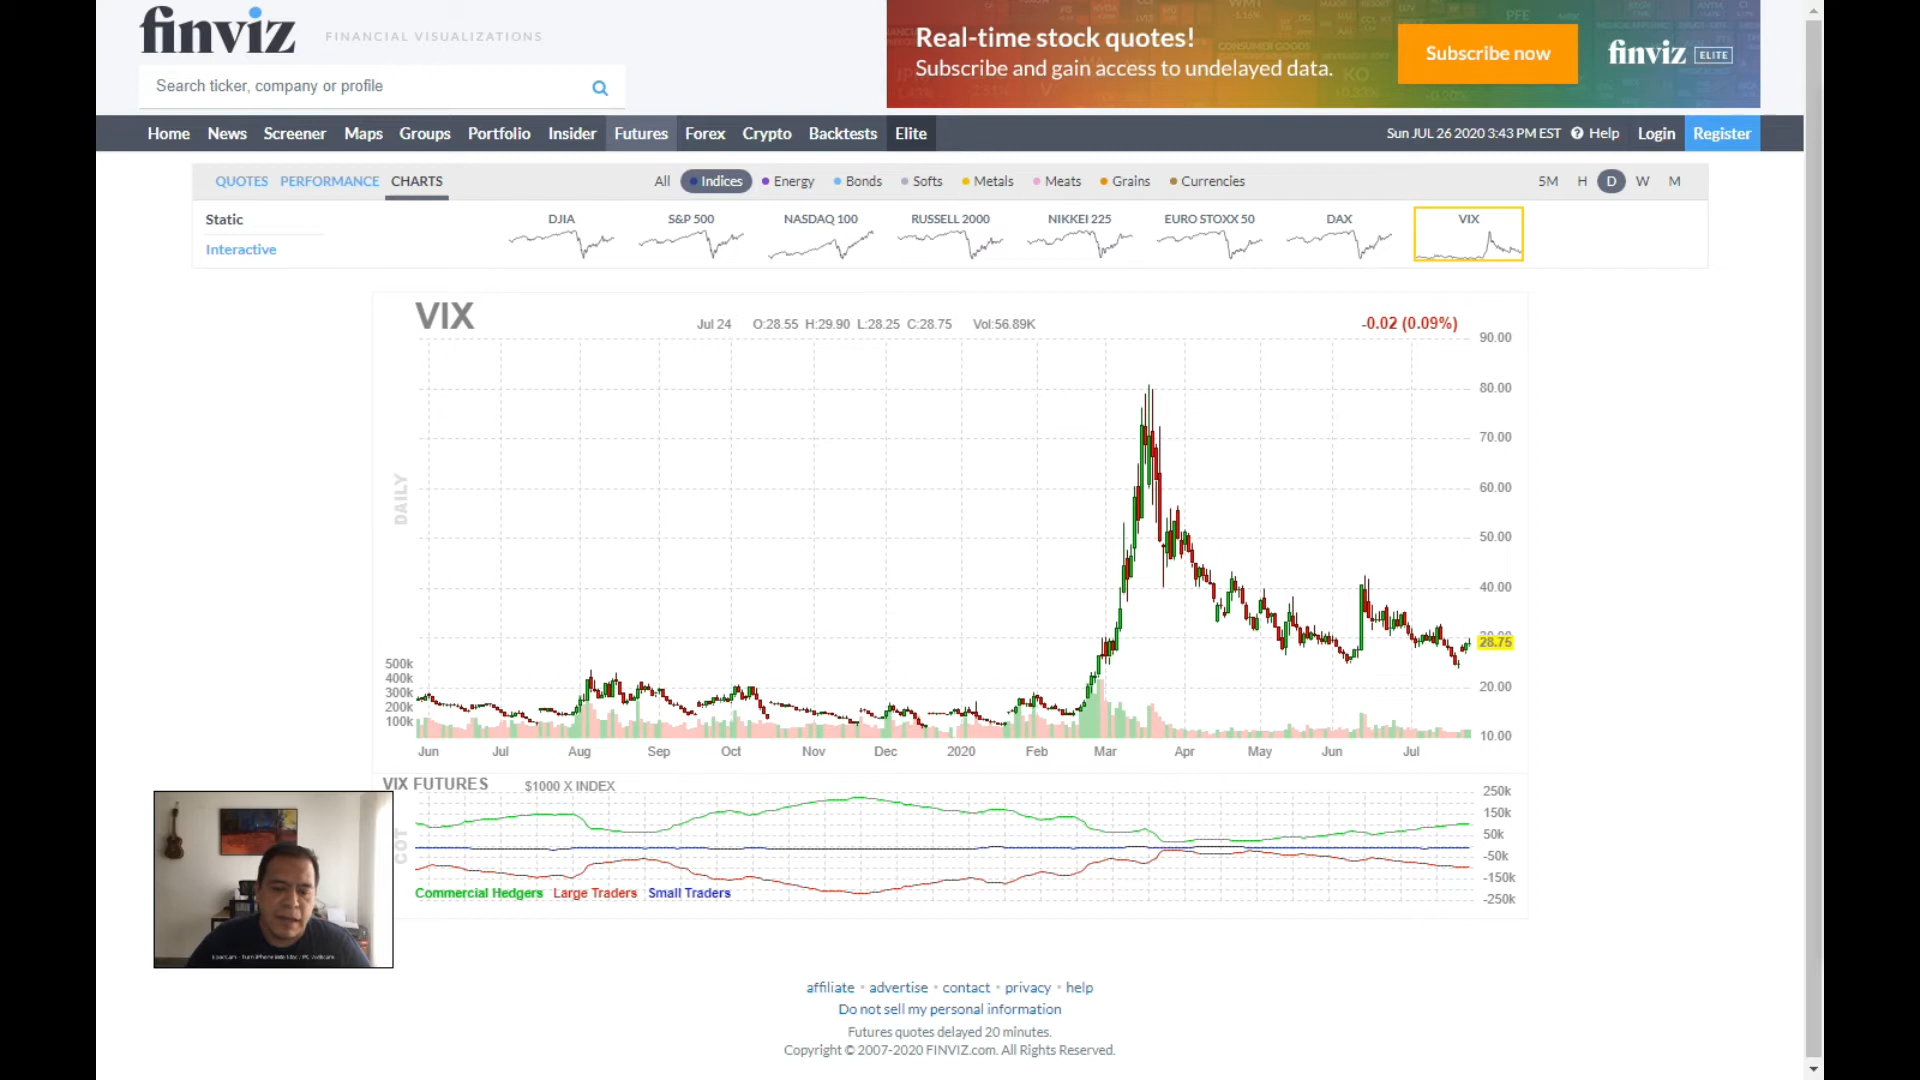 finviz FINANCIAL VISUALIZATIONS
Real-time stock quotes!
Subscribe and gain access to undelayed data.
Subscribe now
finviz ELITE
Search ticker, company or profile
Home News Screener Maps Groups Portfolio Insider Futures Forex Crypto Backtests Elite
Sun JUL 26 2020 3:43 PM EST Help Login Register
QUOTES PERFORMANCE CHARTS
All Indices Energy Bonds Softs Metals Meats Grains Currencies
5M H D W M
Static
Interactive
DJIA S&P 500 NASDAQ 100 RUSSELL 2000 NIKKEI 225 EURO STOXX 50 DAX VIX
VIX
Jul 24 O:28.55 H:29.90 L:28.25 C:28.75 Vol:56.89K
-0.02 (0.09%)
90.00
80.00
70.00
60.00
50.00
40.00
28.75
20.00
10.00
DAILY
500k
400k
300k
200k
100k
Jun Jul Aug Sep Oct Nov Dec 2020 Feb Mar Apr May Jun Jul
VIX FUTURES $1000 X INDEX
250k
150k
50k
-50k
-150k
-250k
COT
Commercial Hedgers Large Traders Small Traders
affiliate • advertise • contact • privacy • help
Do not sell my personal information
Futures quotes delayed 20 minutes.
Copyright © 2007-2020 FINVIZ.com. All Rights Reserved.